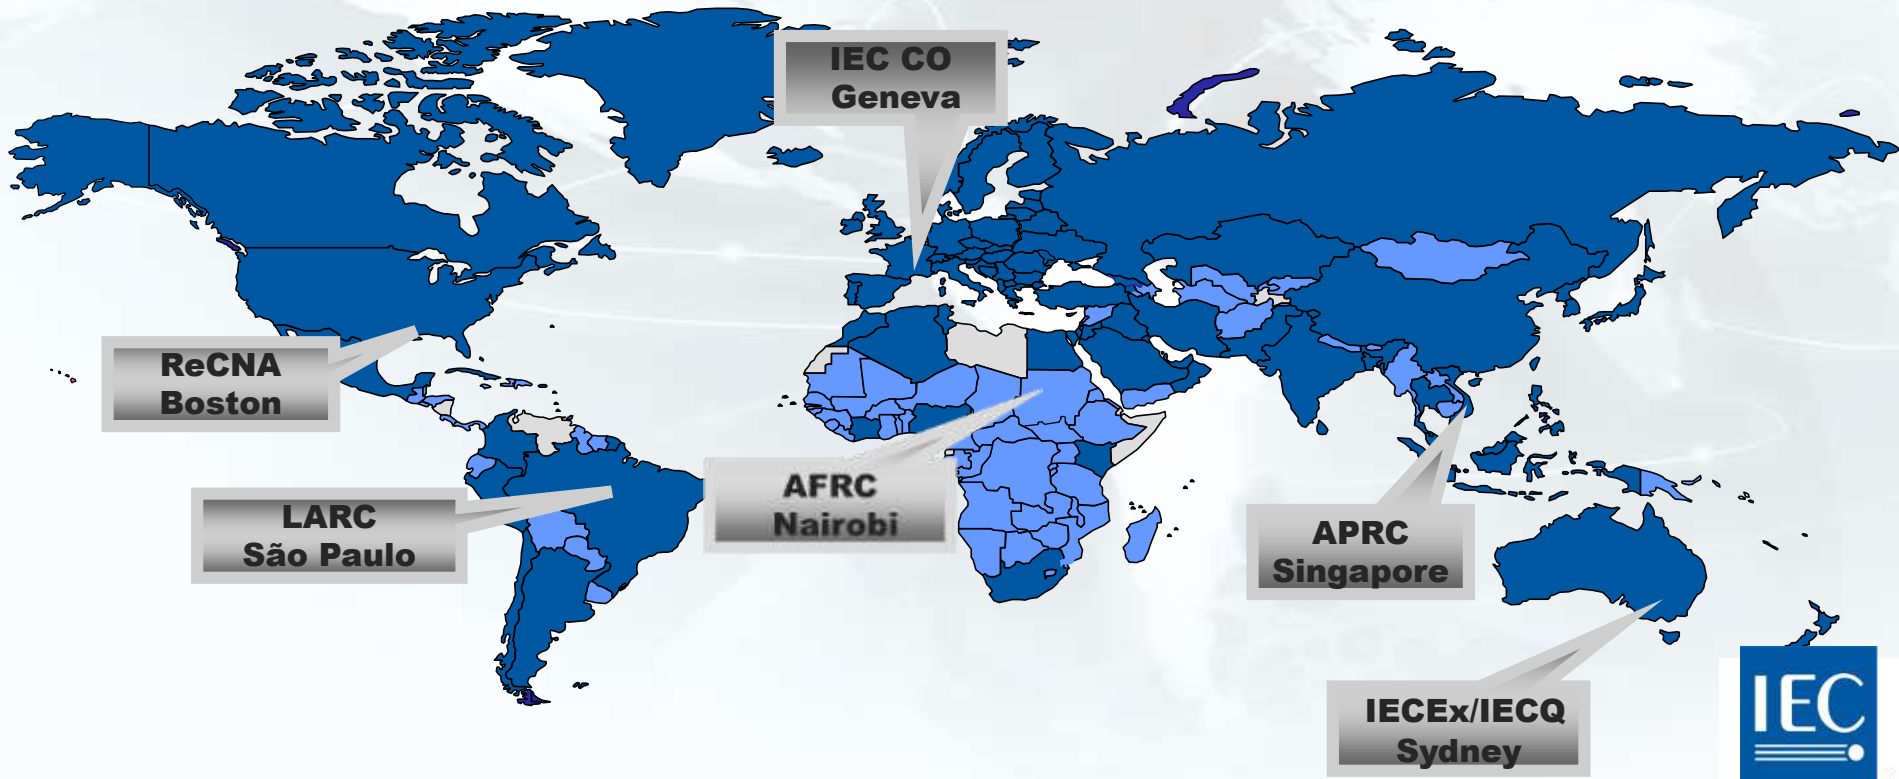 IEC CO
Geneva
ReCNA
Boston
AFRC
Nairobi
LARC
São Paulo
APRC
Singapore
IECEx/IECQ
Sydney
IEC